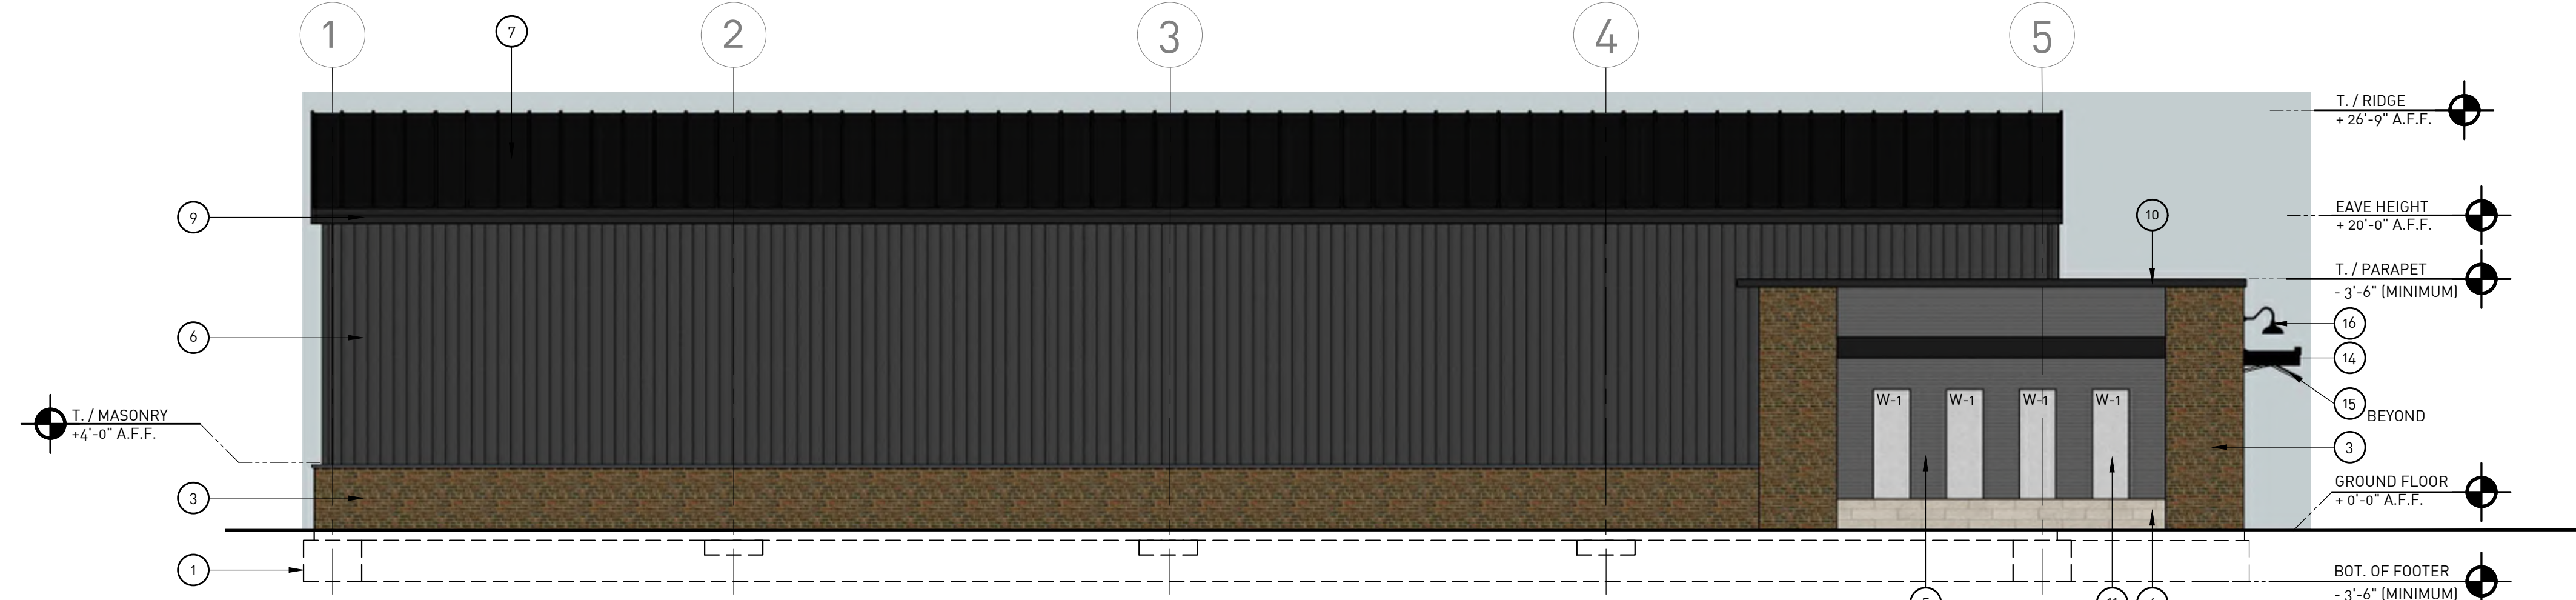 1
2
3
4
5
7
T. / RIDGE
+ 26'-9" A.F.F.
9
10
EAVE HEIGHT
+ 20'-0" A.F.F.
T. / PARAPET
- 3'-6" (MINIMUM)
6
16
14
15
BEYOND
T. / MASONRY
+4'-0" A.F.F.
W-1
W-1
W-1
W-1
3
3
GROUND FLOOR
+ 0'-0" A.F.F.
1
BOT. OF FOOTER
- 3'-6" (MINIMUM)